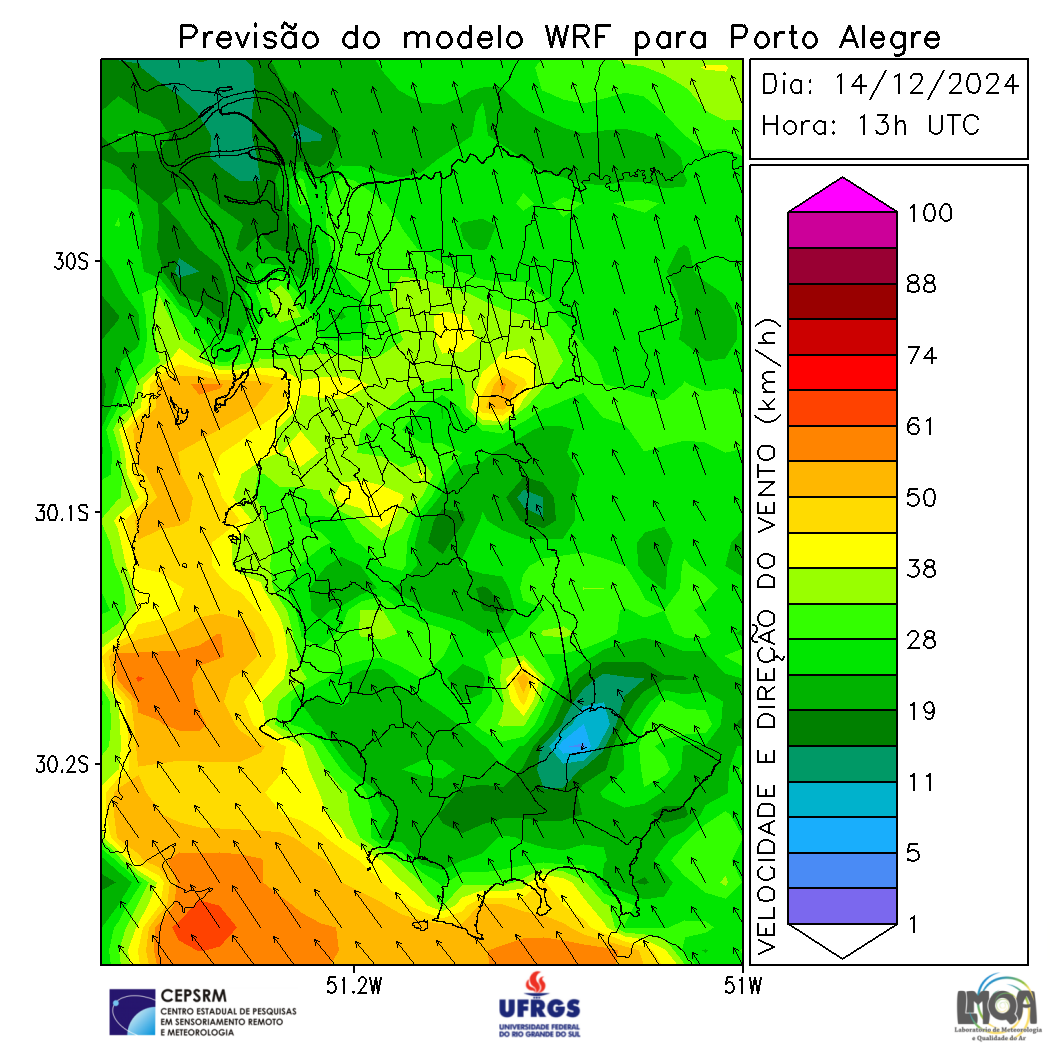 Previsão do modelo WRF para Porto Alegre
Dia: 14/12/2024
Hora: 13h UTC
30S
30.1S
30.2S
51.2W
51W
VELOCIDADE E DIREÇÃO DO VENTO (km/h)
100
88
74
61
50
38
28
19
11
5
1
CEPSRM
CENTRO ESTADUAL DE PESQUISAS
EM SENSORIAMENTO REMOTO
E METEOROLOGIA
UFRGS
UNIVERSIDADE FEDERAL
DO RIO GRANDE DO SUL
LMQA
Laboratório de Meteorologia
e Qualidade do Ar